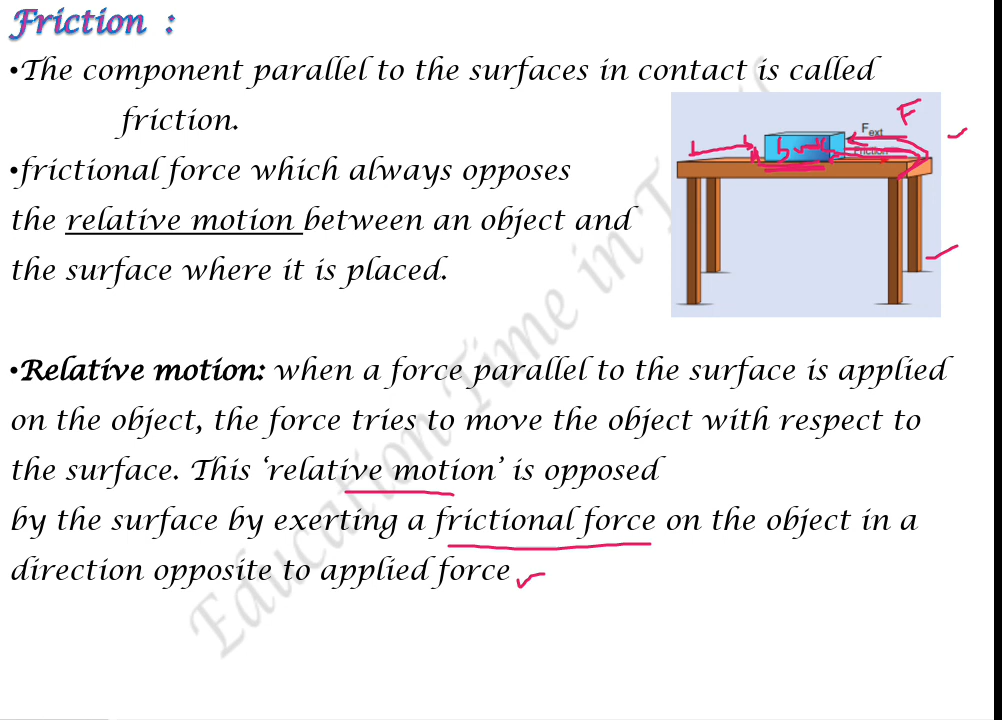 Friction :
•The component parallel to the surfaces in contact is called
friction.
•frictional force which always opposes
the relative motion between an object and
the surface where it is placed.
F
Fext
Friction
•Relative motion: when a force parallel to the surface is applied
on the object, the force tries to move the object with respect to
the surface. This ‘relative motion’ is opposed
by the surface by exerting a frictional force on the object in a
direction opposite to applied force